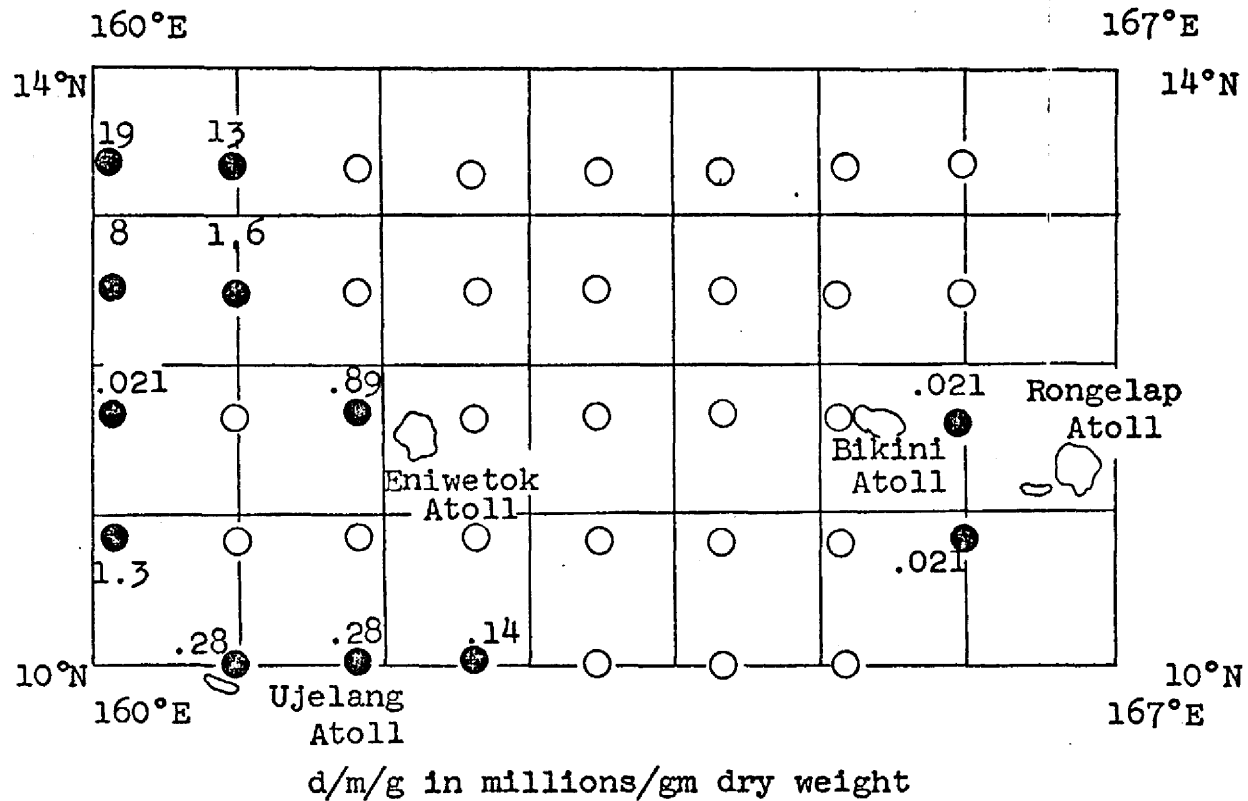 160°E 167°E
14°N 14°N
19 13
8 1.6
.021 .89 .021 Rongelap
Atoll
Bikini
Atoll
Eniwetok
Atoll
1.3 .021
.28 .28 .14
10°N 10°N
160°E Ujelang 167°E
Atoll
d/m/g in millions/gm dry weight